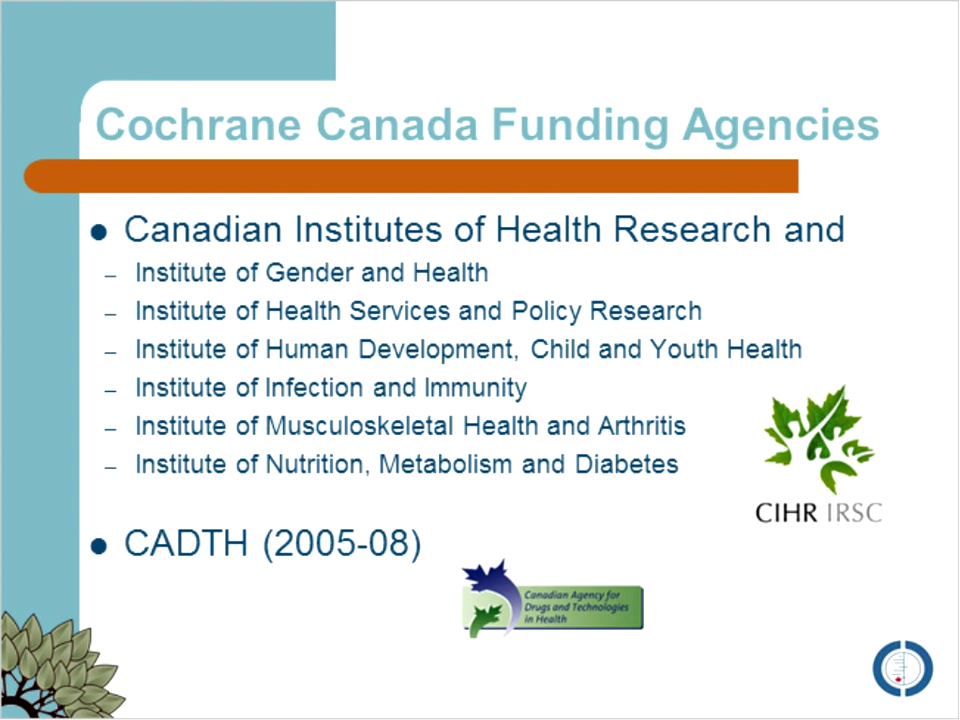 Cochrane Canada Funding Agencies
● Canadian Institutes of Health Research and
– Institute of Gender and Health
– Institute of Health Services and Policy Research
– Institute of Human Development, Child and Youth Health
– Institute of Infection and Immunity
– Institute of Musculoskeletal Health and Arthritis
– Institute of Nutrition, Metabolism and Diabetes
CIHR IRSC
● CADTH (2005-08)
Canadian Agency for
Drugs and Technologies
in Health